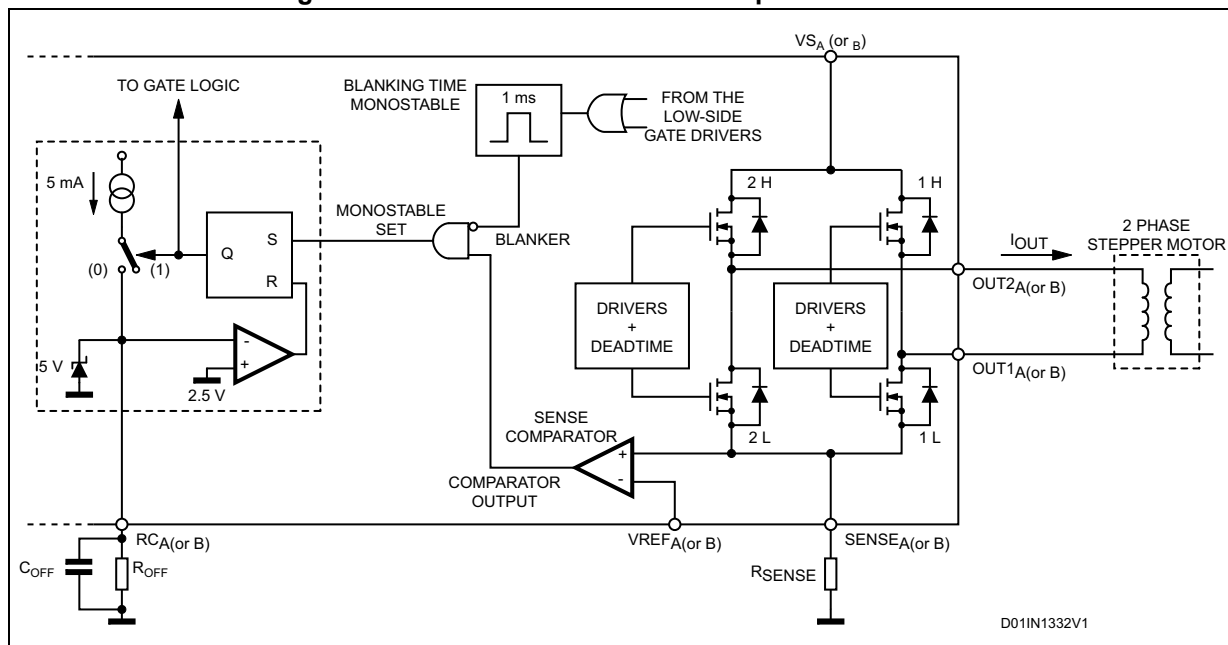 VSA (or B)
TO GATE LOGIC
BLANKING TIME
MONOSTABLE
1 ms
FROM THE
LOW-SIDE
GATE DRIVERS
5 mA
2 H
1 H
MONOSTABLE
SET
BLANKER
Q
S
R
(0)
(1)
IOUT
2 PHASE
STEPPER MOTOR
OUT2A(or B)
DRIVERS
+
DEADTIME
DRIVERS
+
DEADTIME
-
+
5 V
2.5 V
OUT1A(or B)
SENSE
COMPARATOR
2 L
1 L
+
-
COMPARATOR
OUTPUT
RCA(or B)
VREFA(or B)
SENSEA(or B)
COFF
ROFF
RSENSE
D01IN1332V1